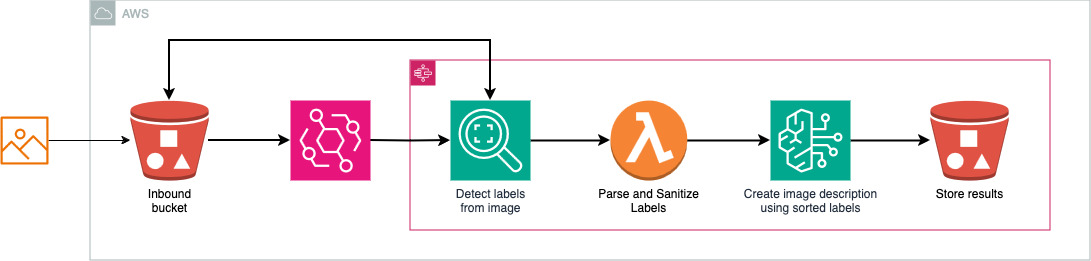 AWS
Inbound
bucket
Detect labels
from image
Parse and Sanitize
Labels
Create image description
using sorted labels
Store results